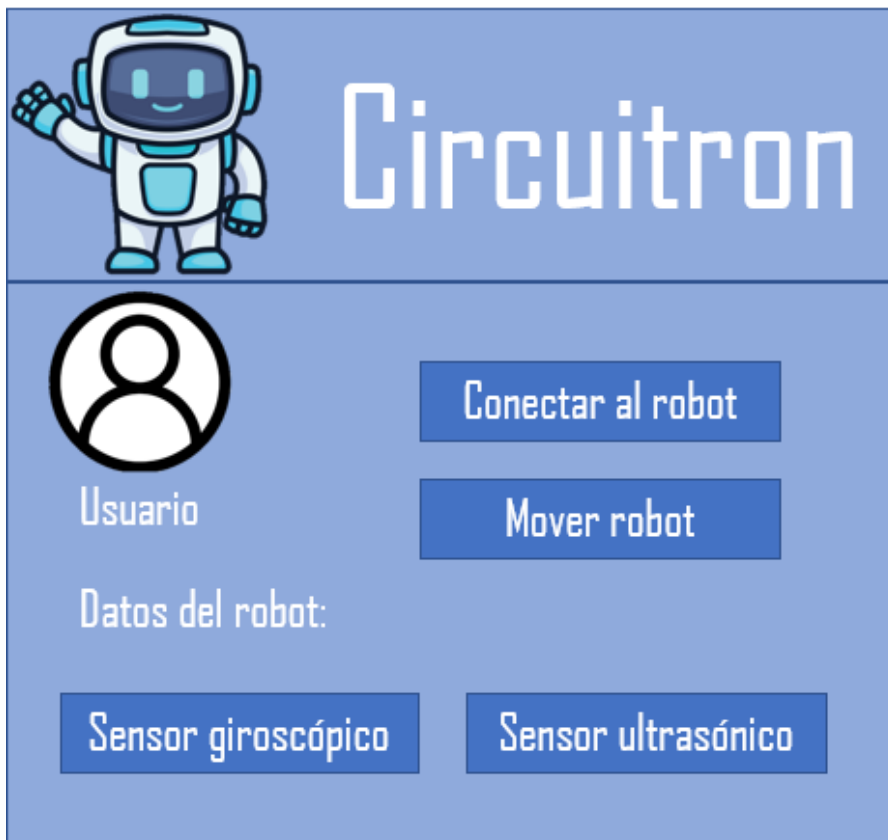 Circuitron
Conectar al robot
Usuario
Mover robot
Datos del robot:
Sensor giroscópico
Sensor ultrasónico